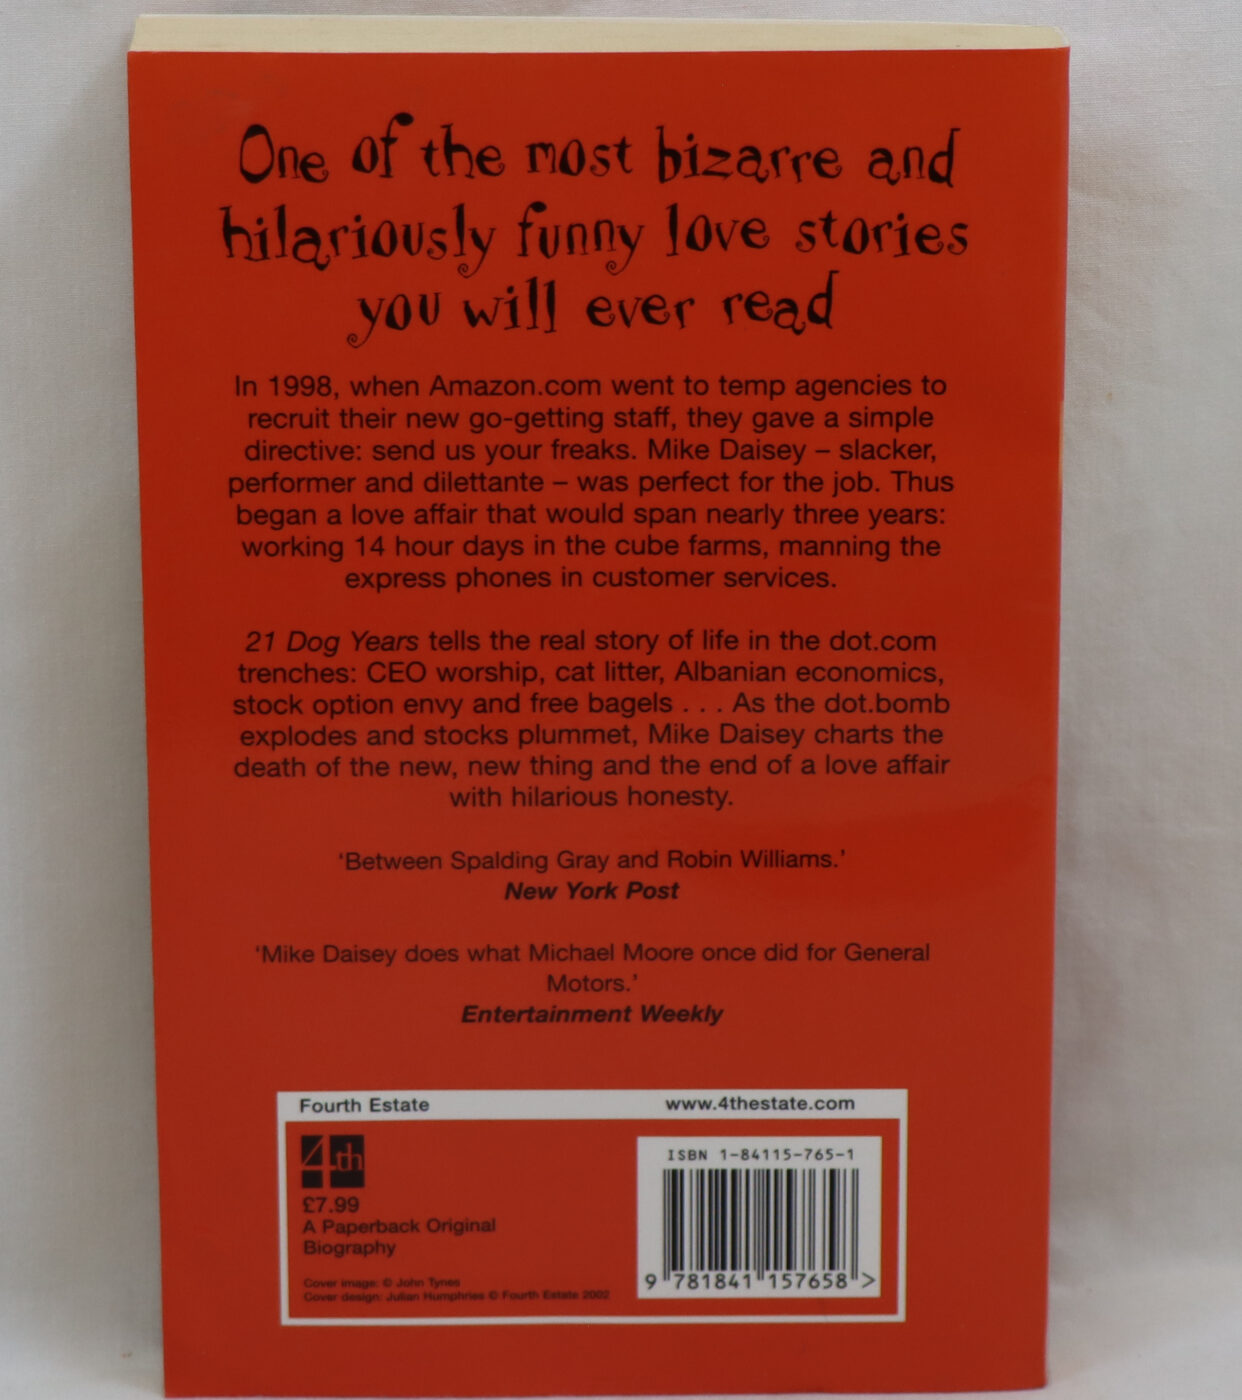 One of the most bizarre and
hilariously funny love stories
you will ever read
In 1998, when Amazon.com went to temp agencies to
recruit their new go-getting staff, they gave a simple
directive: send us your freaks. Mike Daisey – slacker,
performer and dilettante – was perfect for the job. Thus
began a love affair that would span nearly three years:
working 14 hour days in the cube farms, manning the
express phones in customer services.
21 Dog Years tells the real story of life in the dot.com
trenches: CEO worship, cat litter, Albanian economics,
stock option envy and free bagels . . . As the dot.bomb
explodes and stocks plummet, Mike Daisey charts the
death of the new, new thing and the end of a love affair
with hilarious honesty.
‘Between Spalding Gray and Robin Williams.’
New York Post
‘Mike Daisey does what Michael Moore once did for General
Motors.’
Entertainment Weekly
Fourth Estate www.4thestate.com
4th
£7.99
A Paperback Original
Biography
Cover image: © John Tynes
Cover design: Julian Humphries © Fourth Estate 2002
ISBN 1-84115-765-1
9 781841 157658 >